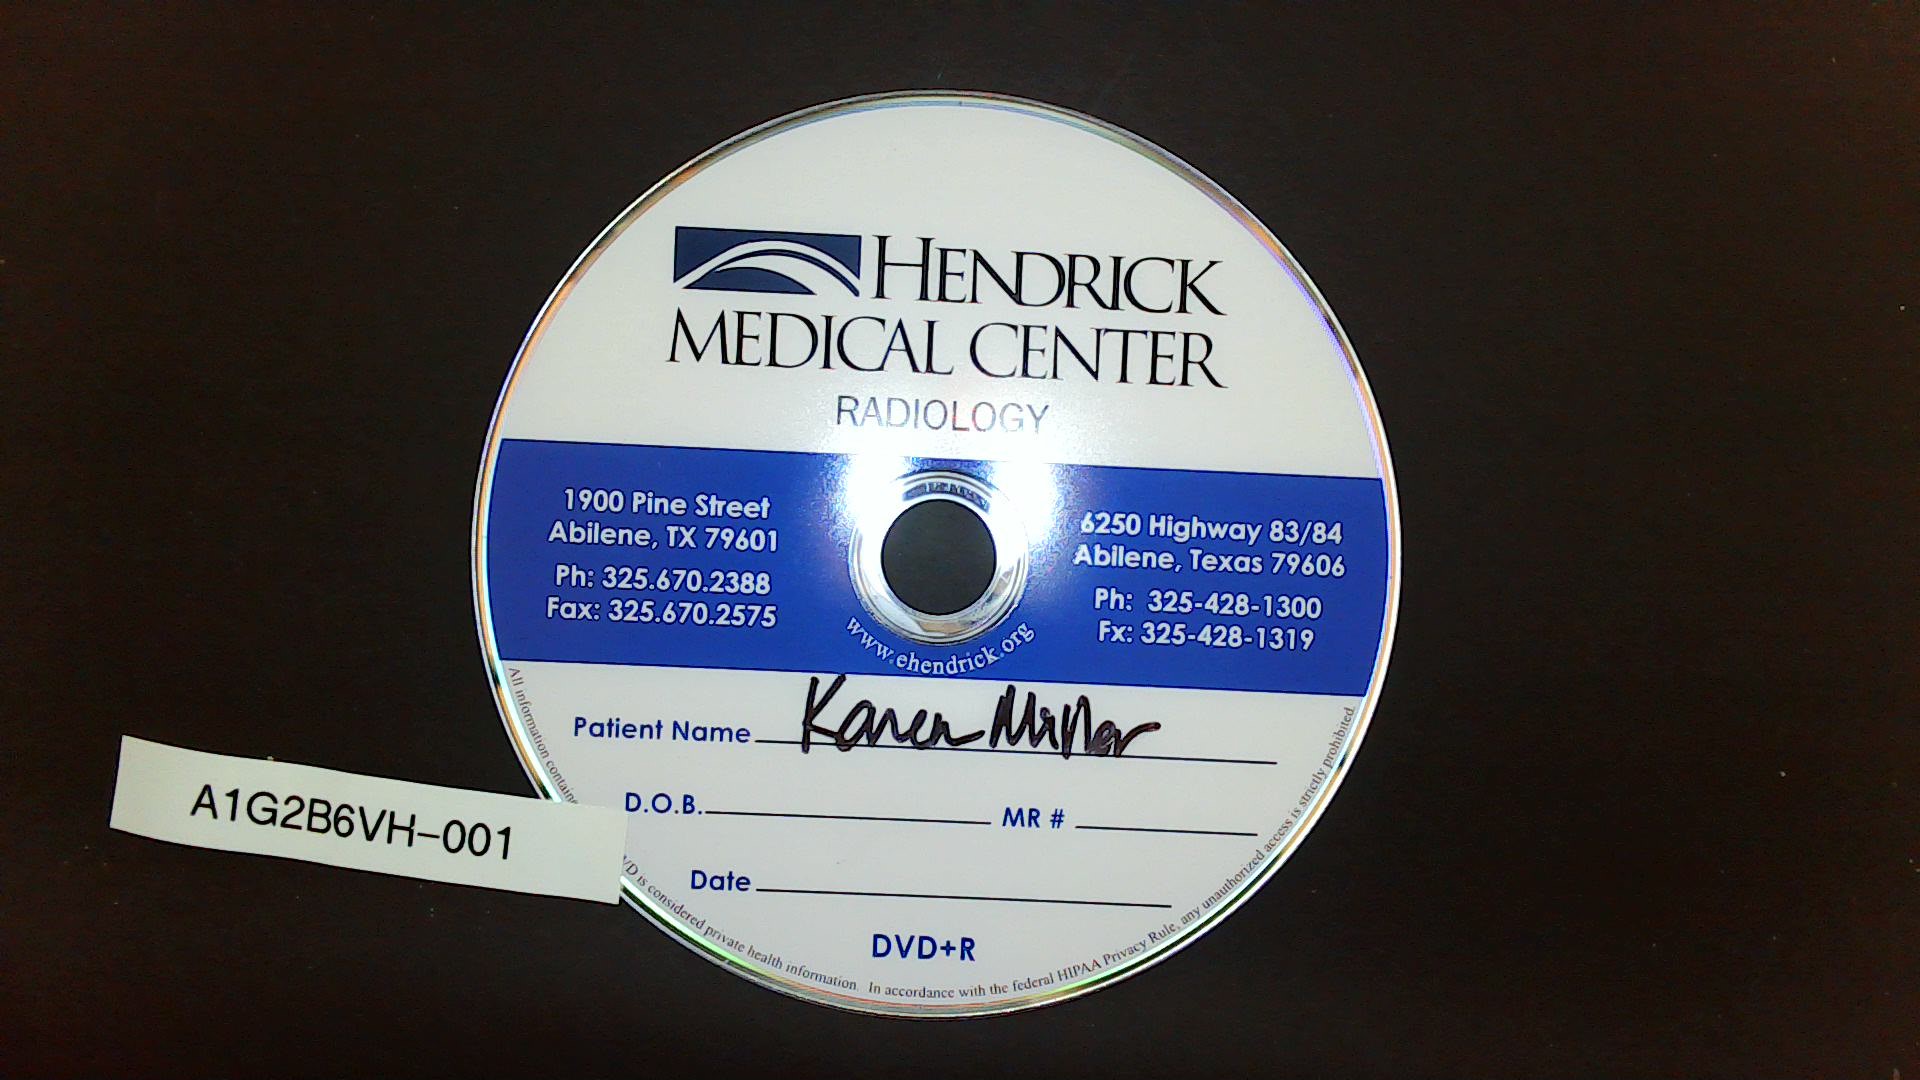 HENDRICK
MEDICAL CENTER
RADIOLOGY
1900 Pine Street
Abilene, TX 79601
Ph: 325.670.2388
Fax: 325.670.2575
6250 Highway 83/84
Abilene, Texas 79606
Ph: 325-428-1300
Fx: 325-428-1319
www.ehendrick.org
Patient Name Karen Miller
D.O.B. MR #
Date
DVD+R
All information is considered private health information. In accordance with the federal HIPAA Privacy Rule, any unauthorized access is strictly prohibited.
A1G2B6VH-001